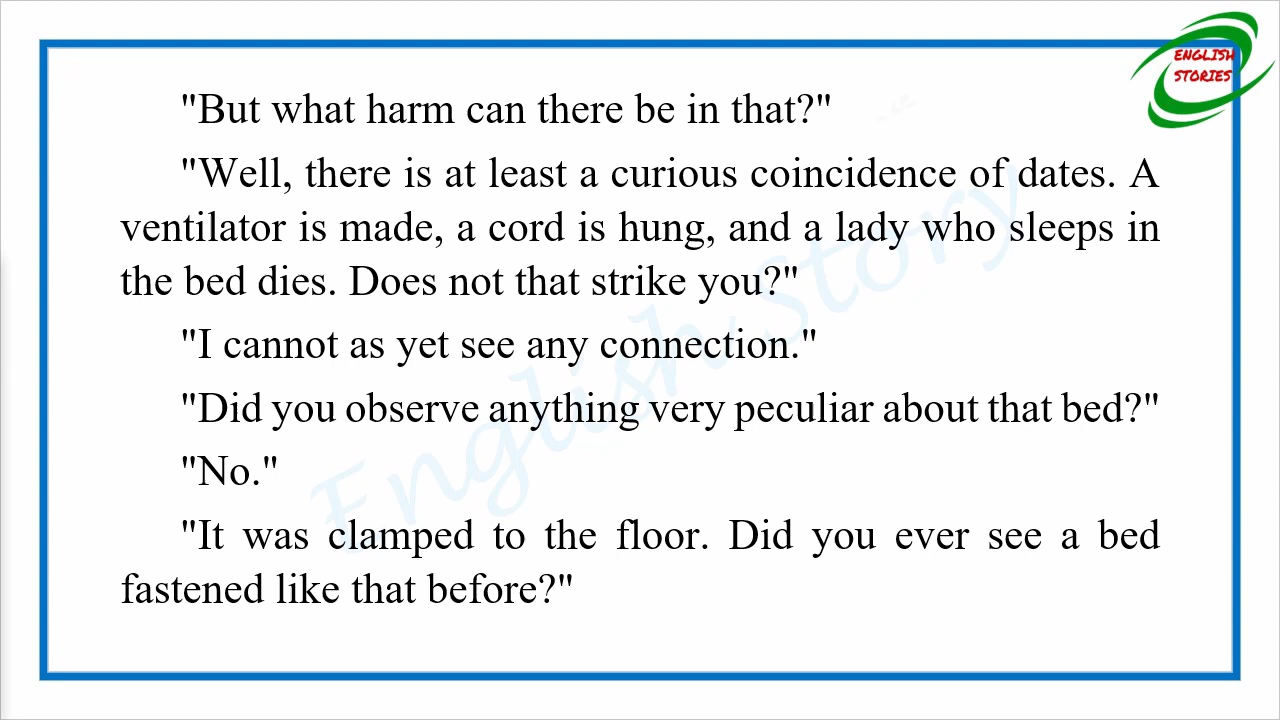 ENGLISH
STORIES
"But what harm can there be in that?"
"Well, there is at least a curious coincidence of dates. A
ventilator is made, a cord is hung, and a lady who sleeps in
the bed dies. Does not that strike you?"
"I cannot as yet see any connection."
"Did you observe anything very peculiar about that bed?"
"No."
"It was clamped to the floor. Did you ever see a bed
fastened like that before?"
English Story